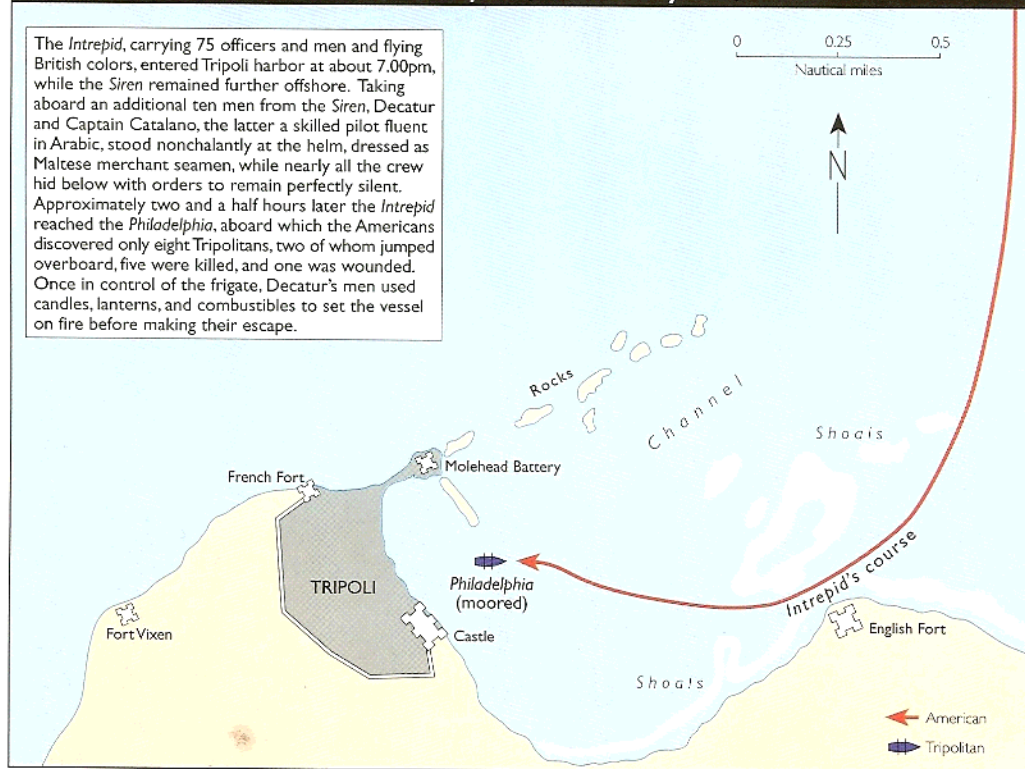 The Intrepid, carrying 75 officers and men and flying
British colors, entered Tripoli harbor at about 7.00pm,
while the Siren remained further offshore. Taking
aboard an additional ten men from the Siren, Decatur
and Captain Catalano, the latter a skilled pilot fluent
in Arabic, stood nonchalantly at the helm, dressed as
Maltese merchant seamen, while nearly all the crew
hid below with orders to remain perfectly silent.
Approximately two and a half hours later the Intrepid
reached the Philadelphia, aboard which the Americans
discovered only eight Tripolitans, two of whom jumped
overboard, five were killed, and one was wounded.
Once in control of the frigate, Decatur's men used
candles, lanterns, and combustibles to set the vessel
on fire before making their escape.
0 0.25 0.5
Nautical miles
N
Rocks
Channel
Shoals
French Fort
Molehead Battery
TRIPOLI
Philadelphia
(moored)
Intrepid's course
Fort Vixen
Castle
English Fort
Shoals
American
Tripolitan